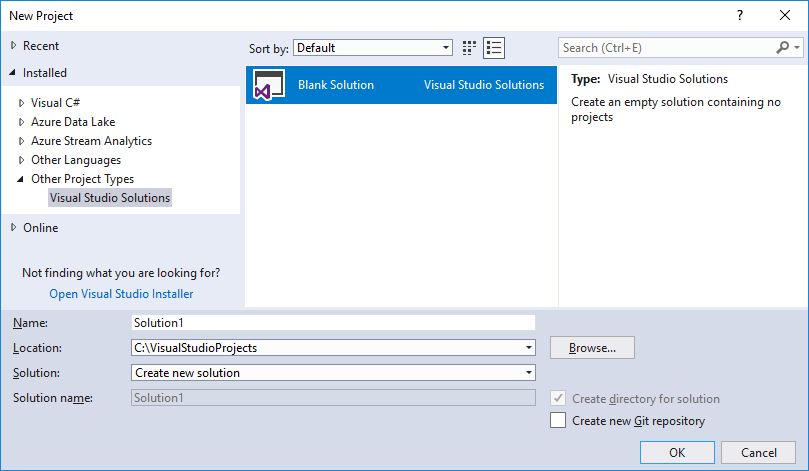 New Project
?
Recent
Installed
Visual C#
Azure Data Lake
Azure Stream Analytics
Other Languages
Other Project Types
Visual Studio Solutions
Online
Not finding what you are looking for?
Open Visual Studio Installer
Sort by: Default
Search (Ctrl+E)
Blank Solution Visual Studio Solutions
Type: Visual Studio Solutions
Create an empty solution containing no
projects
Name: Solution1
Location: C:\VisualStudioProjects Browse...
Solution: Create new solution
Solution name: Solution1 Create directory for solution
Create new Git repository
OK Cancel